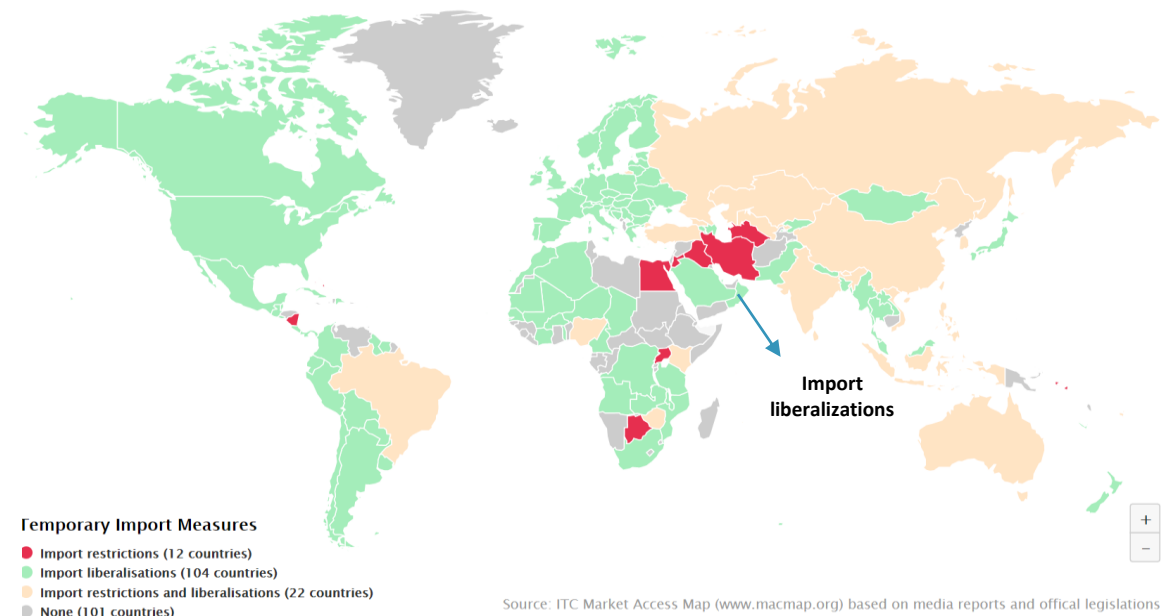 Import
liberalizations
Temporary Import Measures
Import restrictions (12 countries)
Import liberalisations (104 countries)
Import restrictions and liberalisations (22 countries)
None (101 countries)
+
−
Source: ITC Market Access Map (www.macmap.org) based on media reports and offical legislations